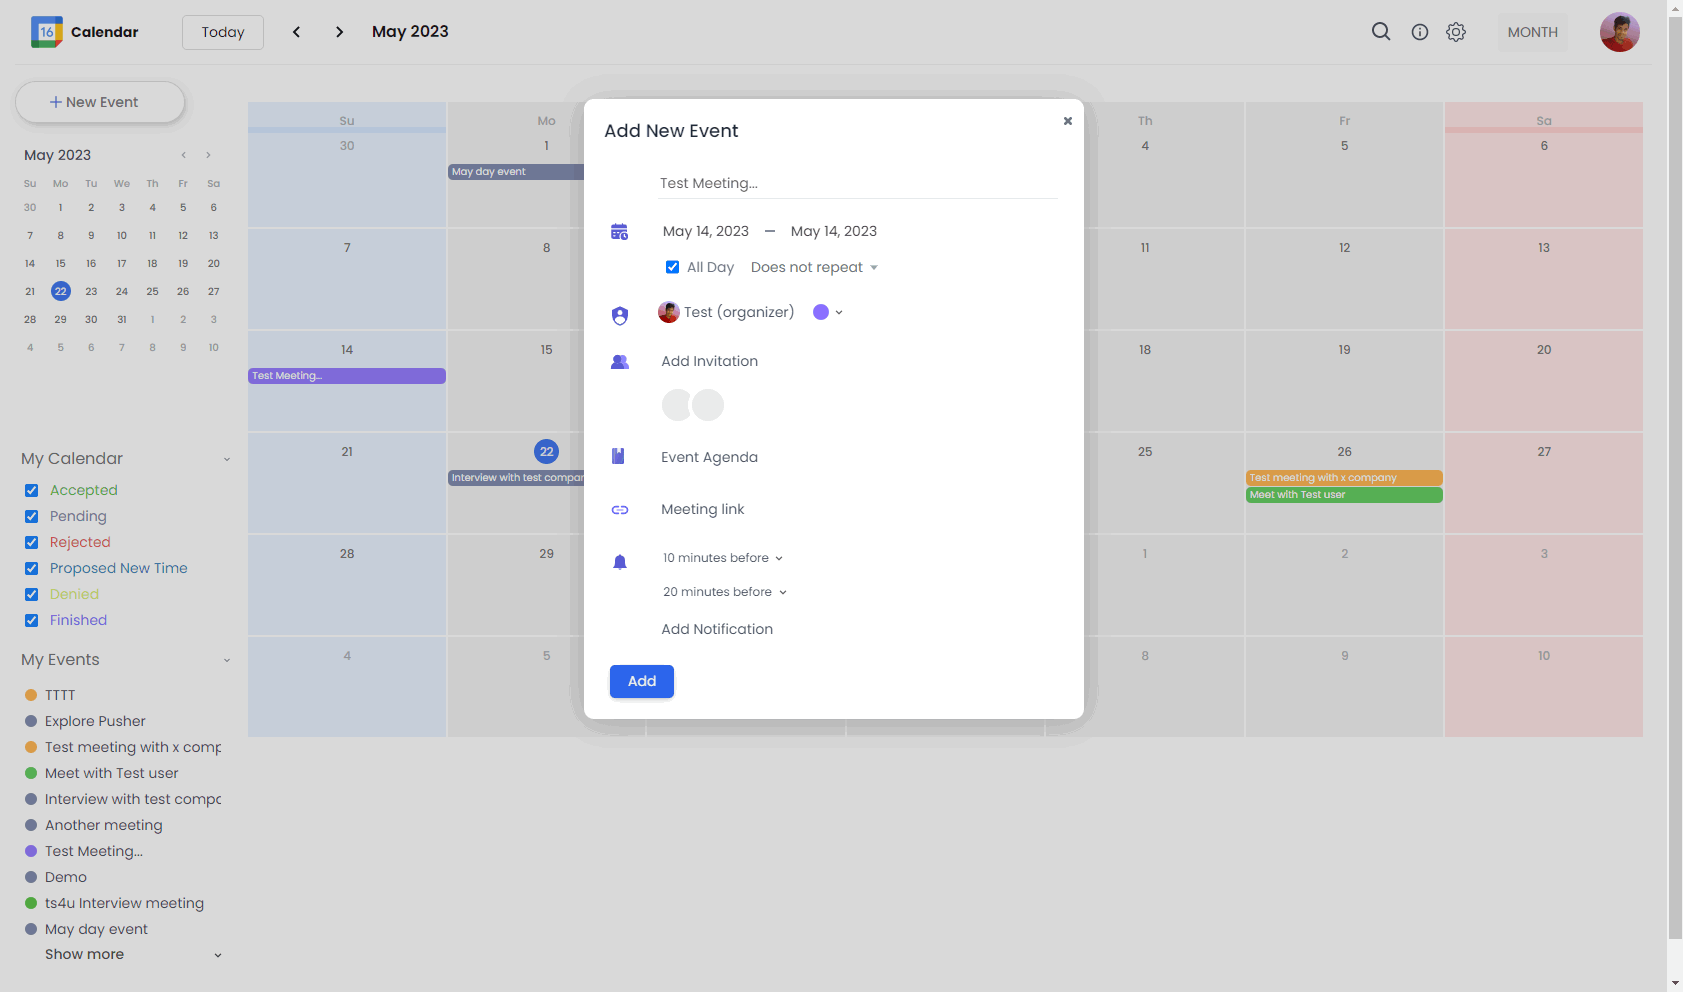 16 Calendar Today May 2023 MONTH
+ New Event
May 2023
Su Mo Tu We Th Fr Sa
30 1 2 3 4 5 6
7 8 9 10 11 12 13
14 15 16 17 18 19 20
21 22 23 24 25 26 27
28 29 30 31 1 2 3
4 5 6 7 8 9 10
My Calendar
Accepted
Pending
Rejected
Proposed New Time
Denied
Finished
My Events
TTTT
Explore Pusher
Test meeting with x comp
Meet with Test user
Interview with test compa
Another meeting
Test Meeting...
Demo
ts4u Interview meeting
May day event
Show more
Su Mo Th Fr Sa
30 1 4 5 6
May day event
7 8 11 12 13
14 15 18 19 20
Test Meeting...
21 22 25 26 27
Interview with test compan
Test meeting with x company
Meet with Test user
28 29 1 2 3
4 5 8 9 10
Add New Event
Test Meeting...
May 14, 2023 — May 14, 2023
All Day Does not repeat
Test (organizer)
Add Invitation
Event Agenda
Meeting link
10 minutes before
20 minutes before
Add Notification
Add